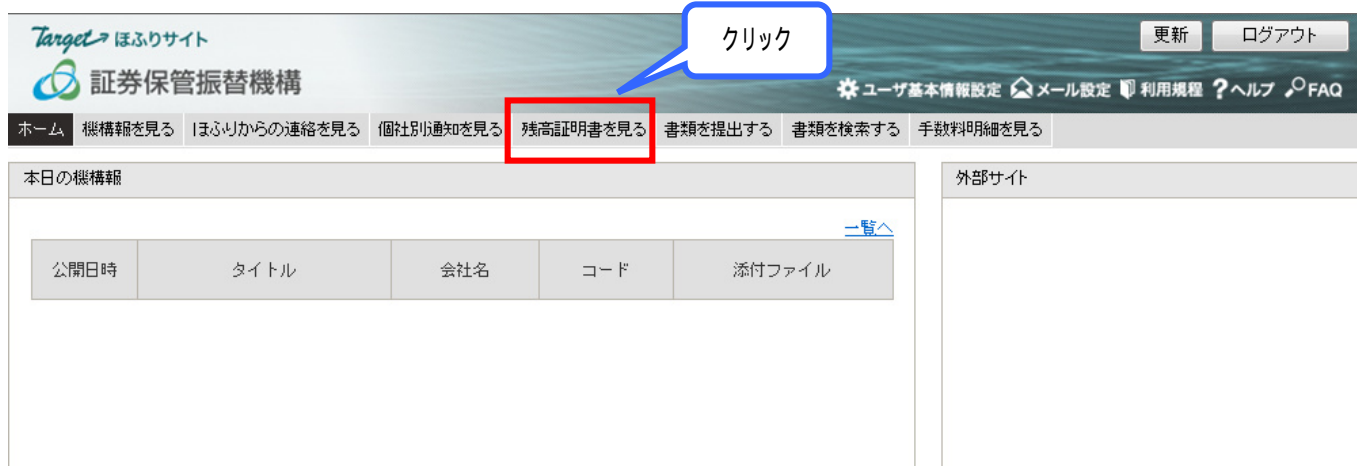 Target ほふりサイト
証券保管振替機構
クリック
更新 ログアウト
ユーザ基本情報設定 メール設定 利用規程 ?ヘルプ FAQ
ホーム 機構報を見る ほふりからの連絡を見る 個社別通知を見る 残高証明書を見る 書類を提出する 書類を検索する 手数料明細を見る
本日の機構報
一覧へ
公開日時 タイトル 会社名 コード 添付ファイル
外部サイト